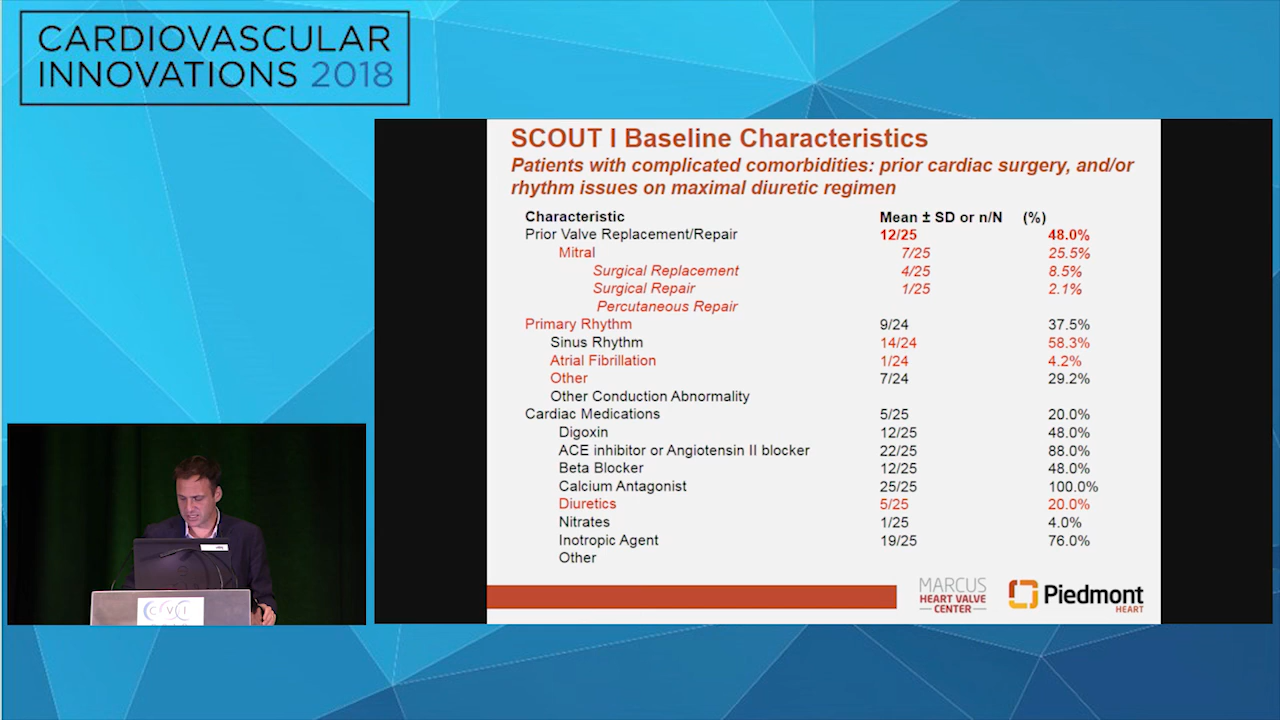 CARDIOVASCULAR
INNOVATIONS 2018
SCOUT I Baseline Characteristics
Patients with complicated comorbidities: prior cardiac surgery, and/or
rhythm issues on maximal diuretic regimen
Characteristic Mean ± SD or n/N (%)
Prior Valve Replacement/Repair 12/25 48.0%
Mitral 7/25 25.5%
Surgical Replacement 4/25 8.5%
Surgical Repair 1/25 2.1%
Percutaneous Repair
Primary Rhythm 9/24 37.5%
Sinus Rhythm 14/24 58.3%
Atrial Fibrillation 1/24 4.2%
Other 7/24 29.2%
Other Conduction Abnormality
Cardiac Medications 5/25 20.0%
Digoxin 12/25 48.0%
ACE inhibitor or Angiotensin II blocker 22/25 88.0%
Beta Blocker 12/25 48.0%
Calcium Antagonist 25/25 100.0%
Diuretics 5/25 20.0%
Nitrates 1/25 4.0%
Inotropic Agent 19/25 76.0%
Other
MARCUS
HEART VALVE
CENTER
Piedmont
HEART
CVI